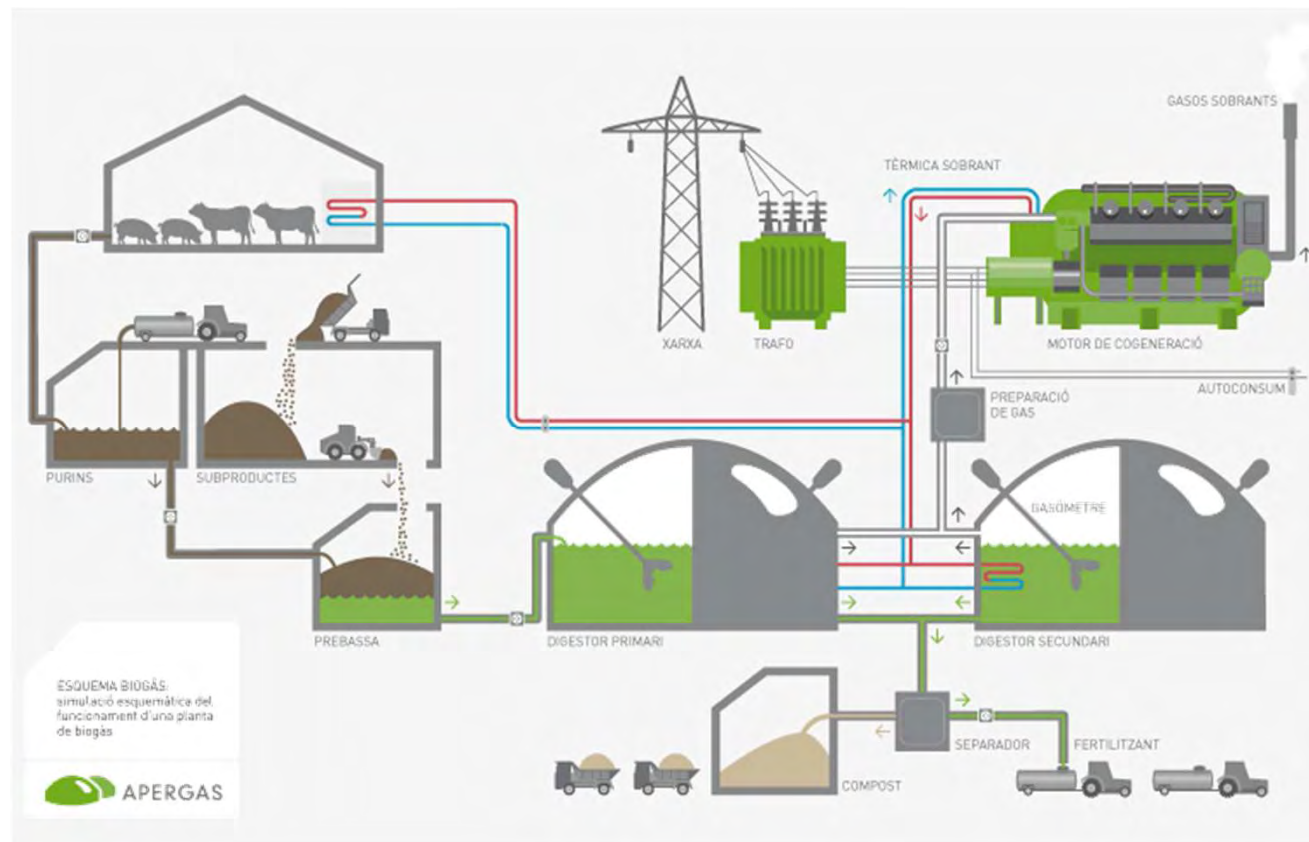 GASOS SOBRANTS
TÈRMICA SOBRANT
XARXA
TRAFO
MOTOR DE COGENERACIÓ
AUTOCONSUM
PREPARACIÓ
DE GAS
PURINS
SUBPRODUCTES
GASÒMETRE
PREBASSA
DIGESTOR PRIMARI
DIGESTOR SECUNDARI
SEPARADOR
FERTILITZANT
COMPOST
ESQUEMA BIOGÀS:
simulació esquemàtica del
funcionament d'una planta
de biogàs
APERGAS